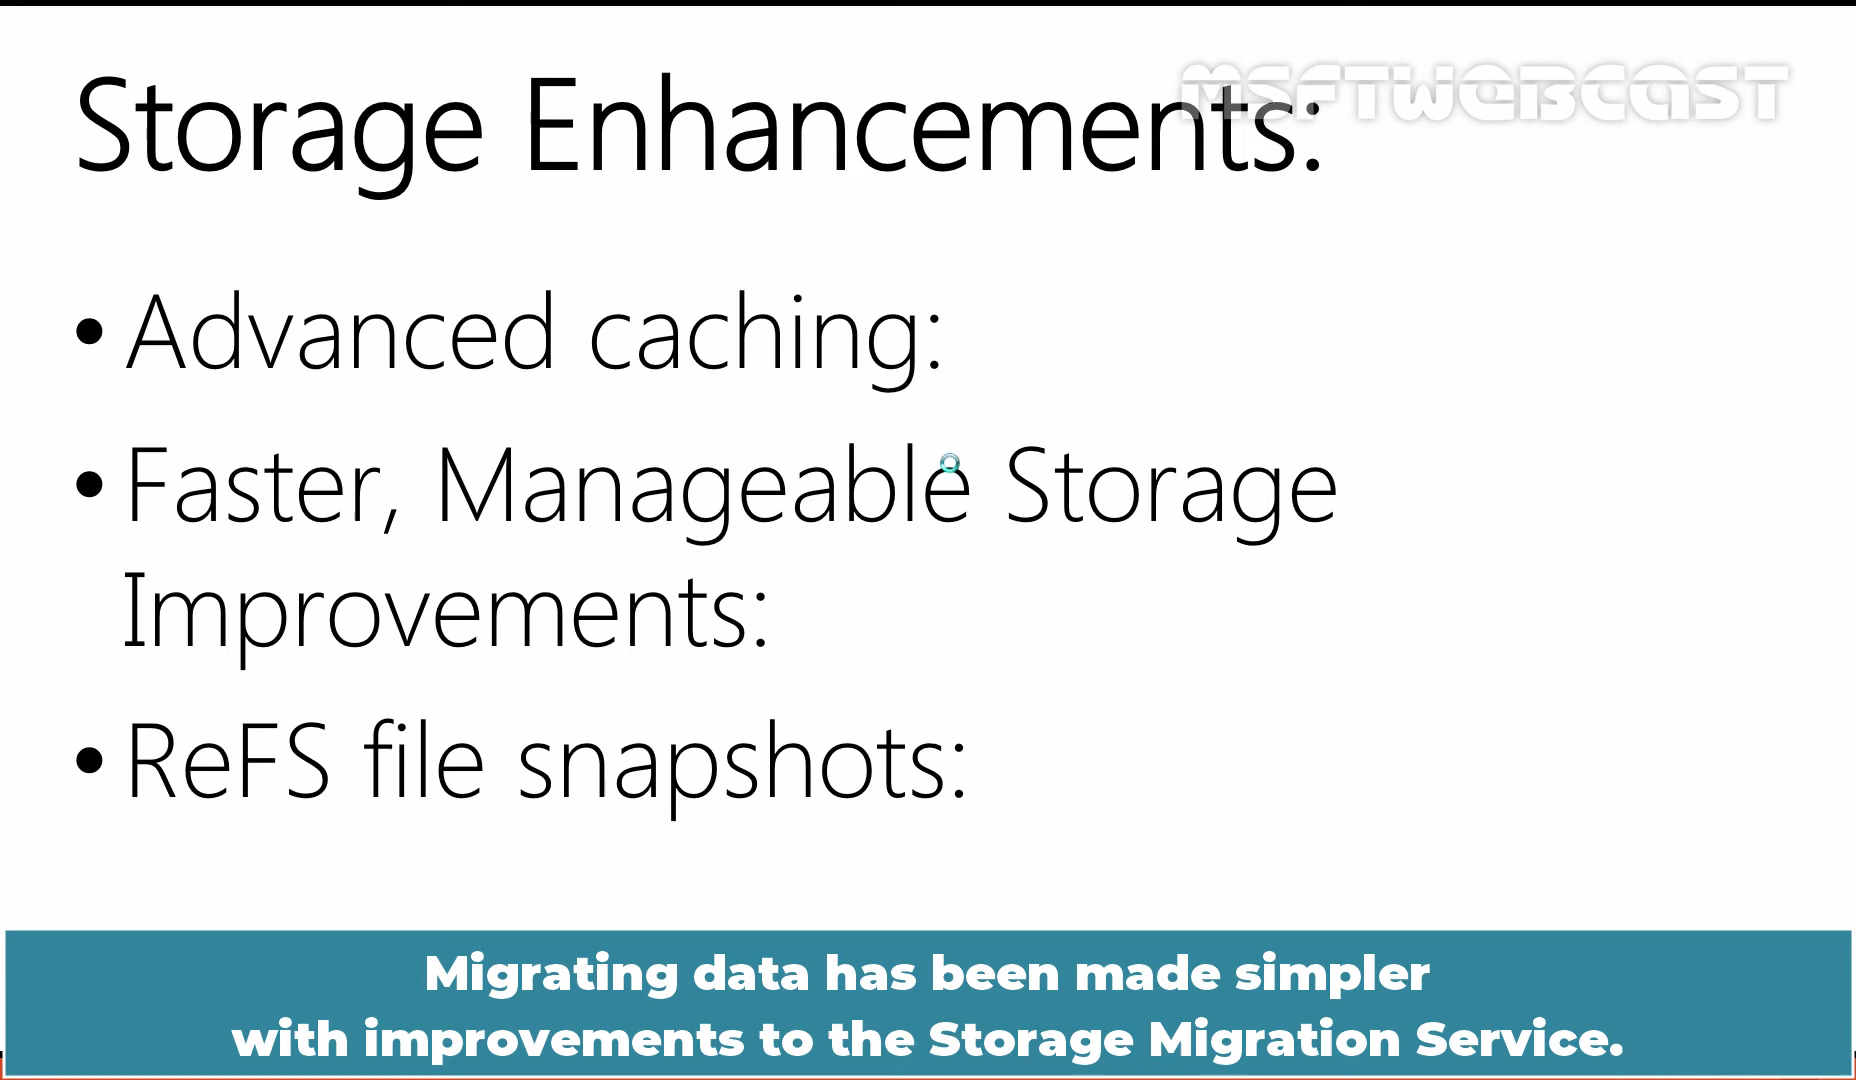 MSFTWEBCAST
Storage Enhancements:
• Advanced caching:
• Faster, Manageable Storage
Improvements:
• ReFS file snapshots:
Migrating data has been made simpler
with improvements to the Storage Migration Service.